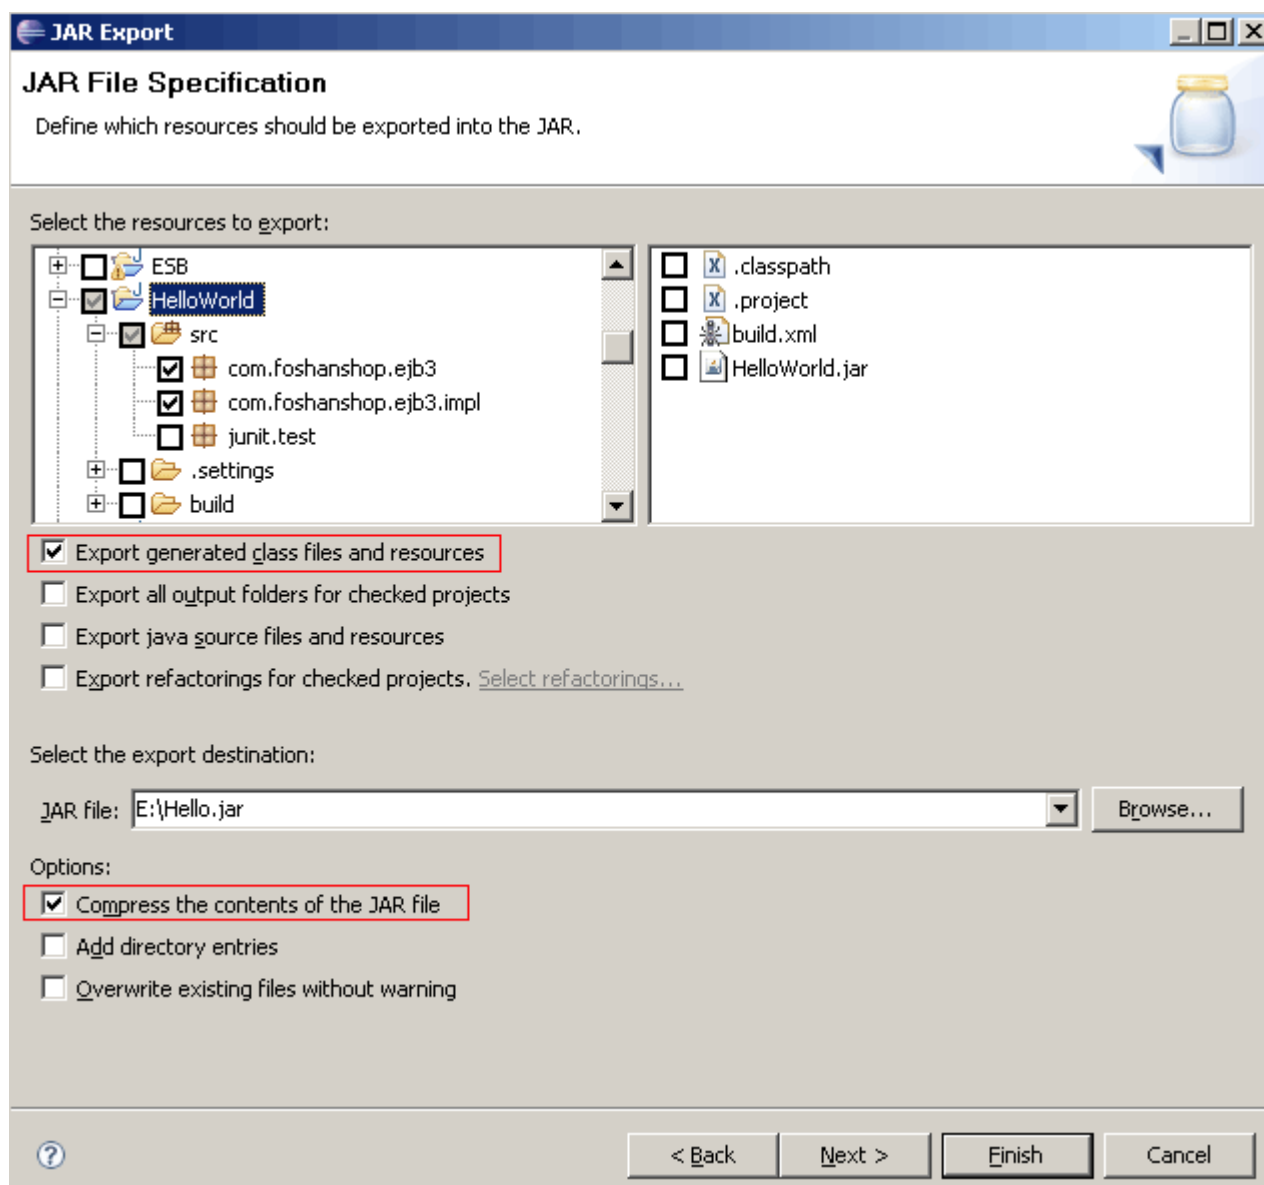 JAR Export
JAR File Specification
Define which resources should be exported into the JAR.
Select the resources to export:
ESB
HelloWorld
src
com.foshanshop.ejb3
com.foshanshop.ejb3.impl
junit.test
.settings
build
.classpath
.project
build.xml
HelloWorld.jar
Export generated class files and resources
Export all output folders for checked projects
Export java source files and resources
Export refactorings for checked projects. Select refactorings...
Select the export destination:
JAR file: E:\Hello.jar Browse...
Options:
Compress the contents of the JAR file
Add directory entries
Overwrite existing files without warning
? < Back Next > Finish Cancel